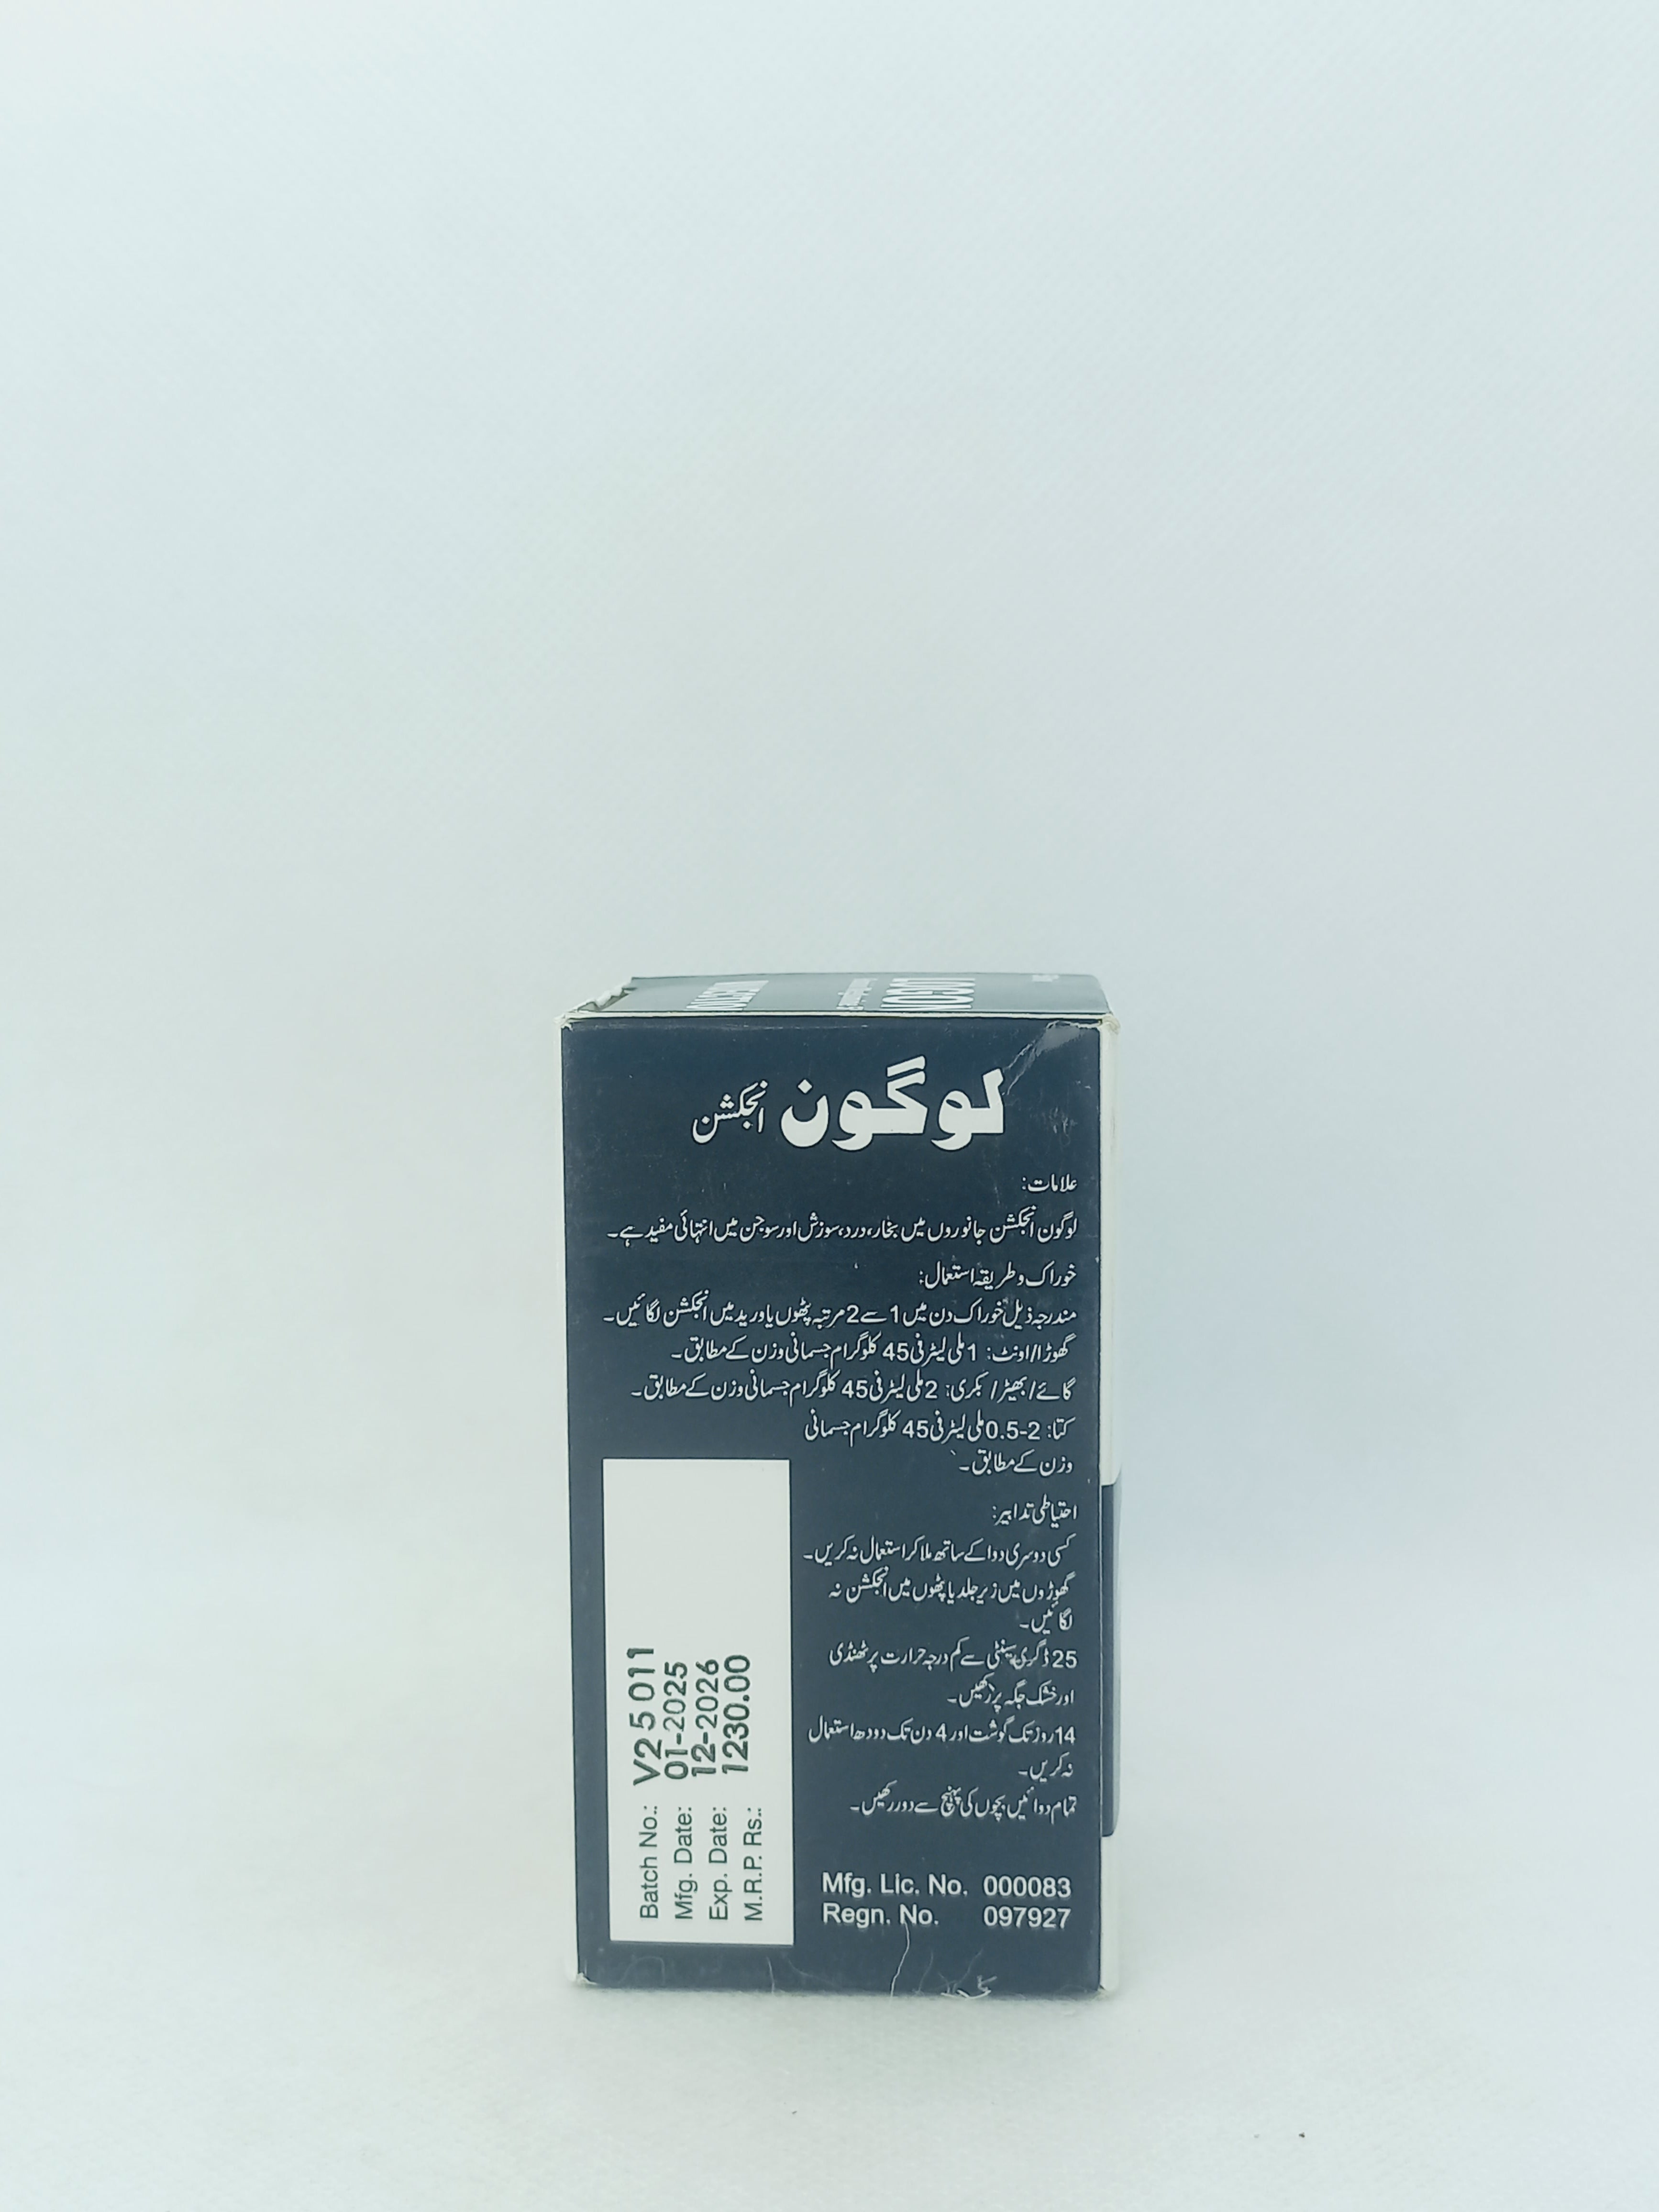 لوگون انجکشن
علامات:
لوگون انجکشن جانوروں میں بخار، درد، سوزش اور سوجن میں انتہائی مفید ہے۔
خوراک و طریقہ استعمال:
مندرجہ ذیل خوراک دن میں 1 سے 2 مرتبہ پٹھوں یا ورید میں انجکشن لگائیں۔
گھوڑا/اونٹ: 1 ملی لیٹر فی 45 کلوگرام جسمانی وزن کے مطابق۔
گائے/ بھیڑ/ بکری: 2 ملی لیٹر فی 45 کلوگرام جسمانی وزن کے مطابق۔
کتا: 2-0.5 ملی لیٹر فی 45 کلوگرام جسمانی
وزن کے مطابق۔
احتیاطی تدابیر:
کسی دوسری دوا کے ساتھ ملا کر استعمال نہ کریں۔
گھوڑوں میں زیر جلد یا پٹھوں میں انجکشن نہ
لگائیں۔
25 ڈگری سینٹی سے کم درجہ حرارت پر ٹھنڈی
اور خشک جگہ پر رکھیں۔
14 روز تک گوشت اور 4 دن تک دودھ استعمال
نہ کریں۔
تمام دوائیں بچوں کی پہنچ سے دور رکھیں۔
Mfg. Lic. No. 000083
Regn. No. 097927
Batch No.: V25011
Mfg. Date: 01-2025
Exp. Date: 12-2026
M.R.P. Rs.: 1230.00